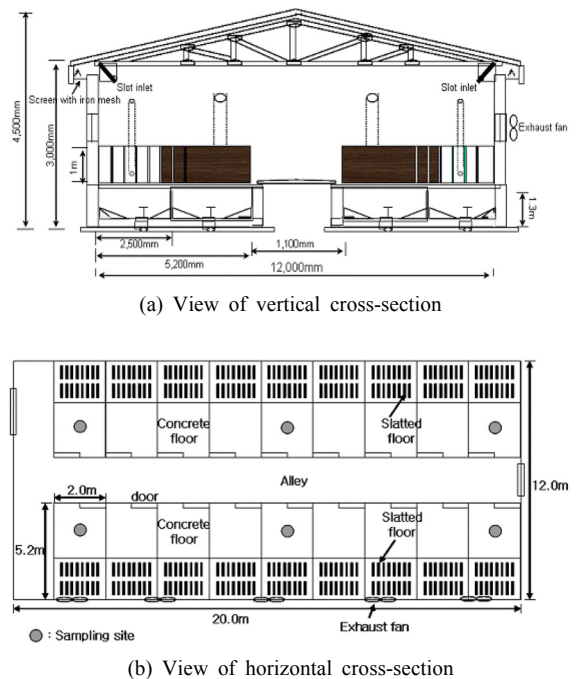 4,500mm
3,000mm
Slot inlet
Slot inlet
Screen with iron mesh
Exhaust fan
1m
1.3m
2,500mm
1,100mm
5,200mm
12,000mm
(a) View of vertical cross-section
Concrete
floor
Slatted
floor
Alley
12.0m
2.0m
door
5.2m
Concrete
floor
Slatted
floor
20.0m
Exhaust fan
: Sampling site
(b) View of horizontal cross-section